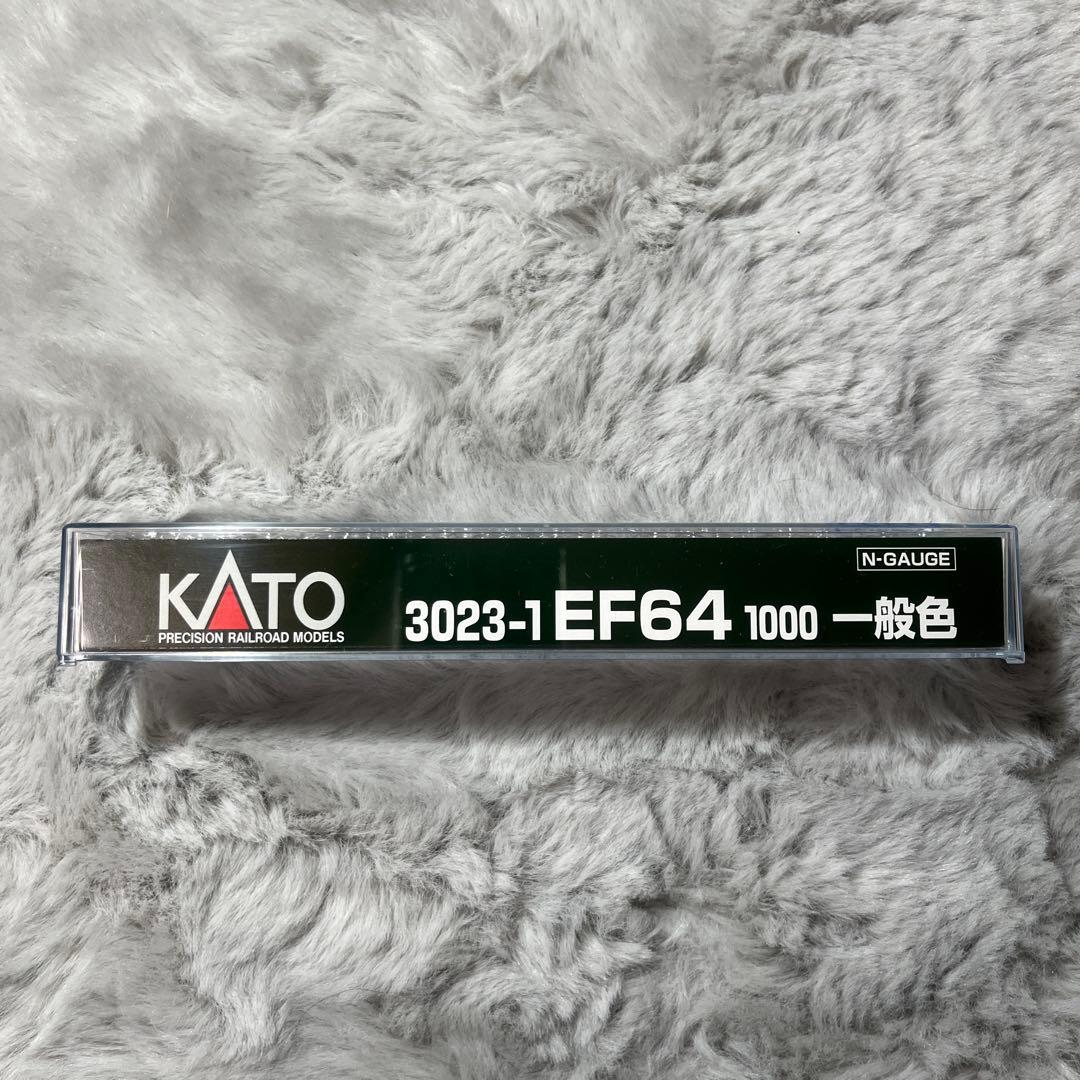 N-GAUGE
KATO
PRECISION RAILROAD MODELS
3023-1 EF64 1000 一般色